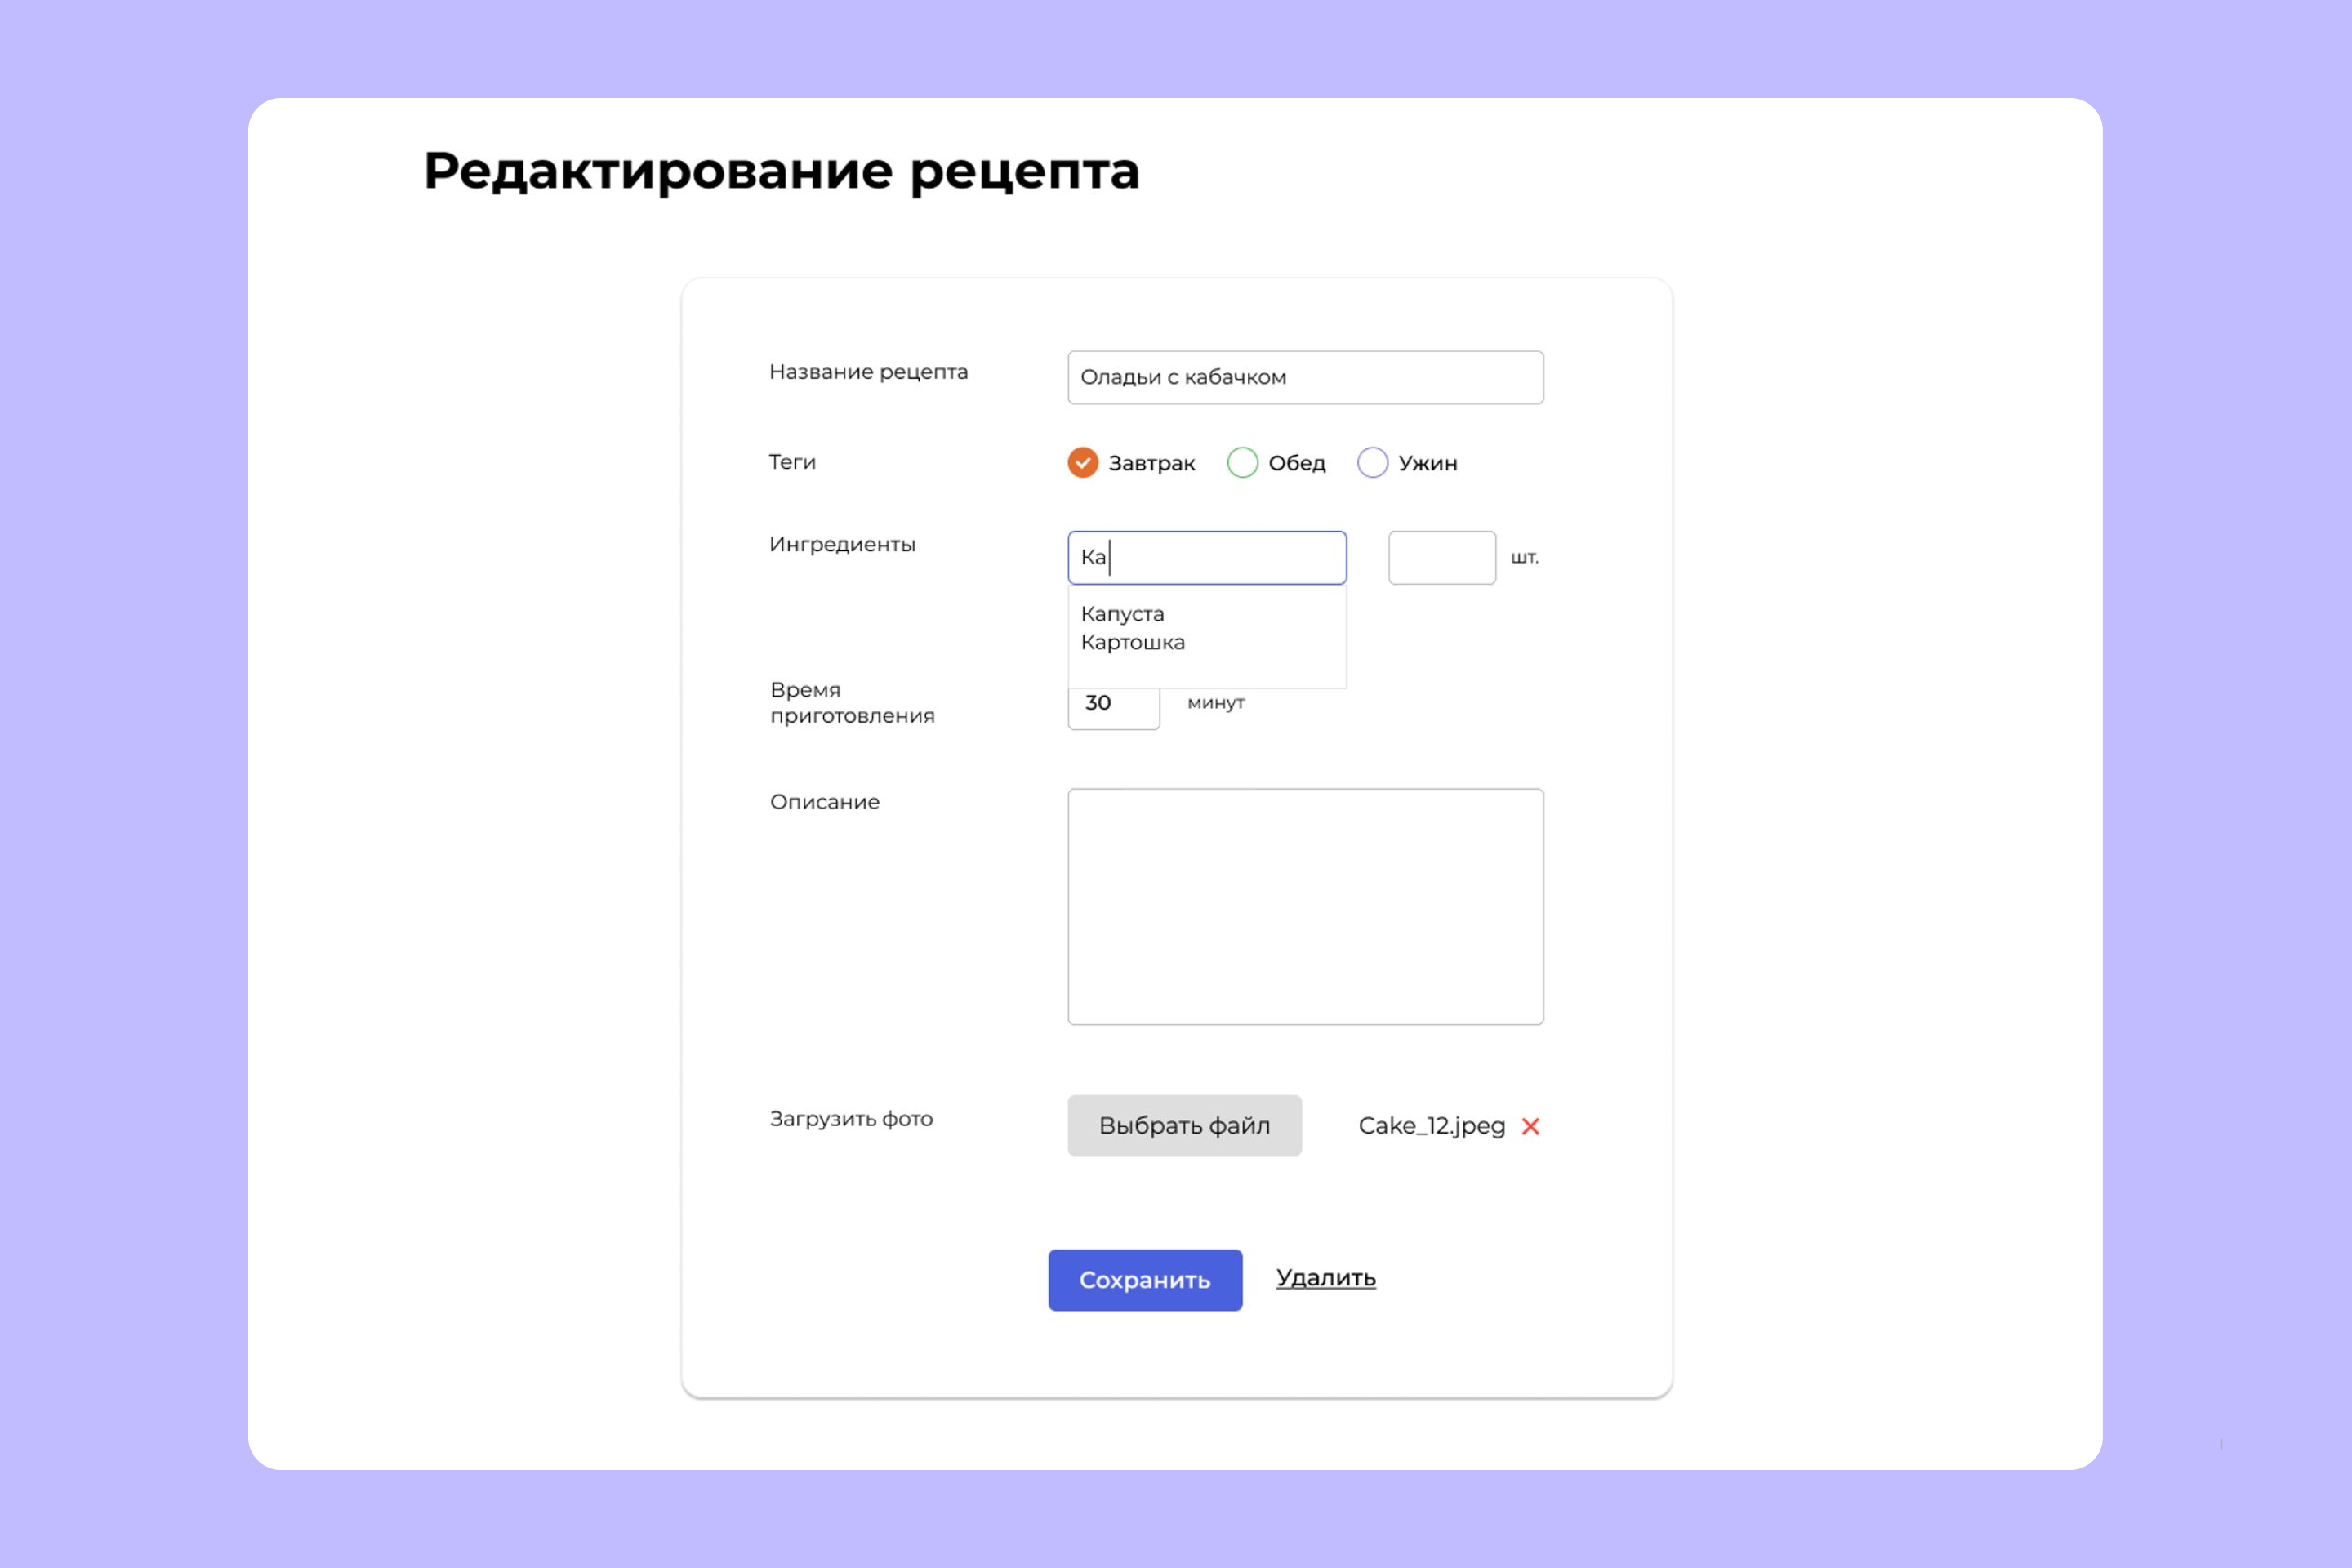 Редактирование рецепта
Название рецепта
Оладьи с кабачком
Теги
Завтрак Обед Ужин
Ингредиенты
Ка
шт.
Капуста
Картошка
Время
приготовления
30 минут
Описание
Загрузить фото
Выбрать файл
Cake_12.jpeg
Сохранить
Удалить